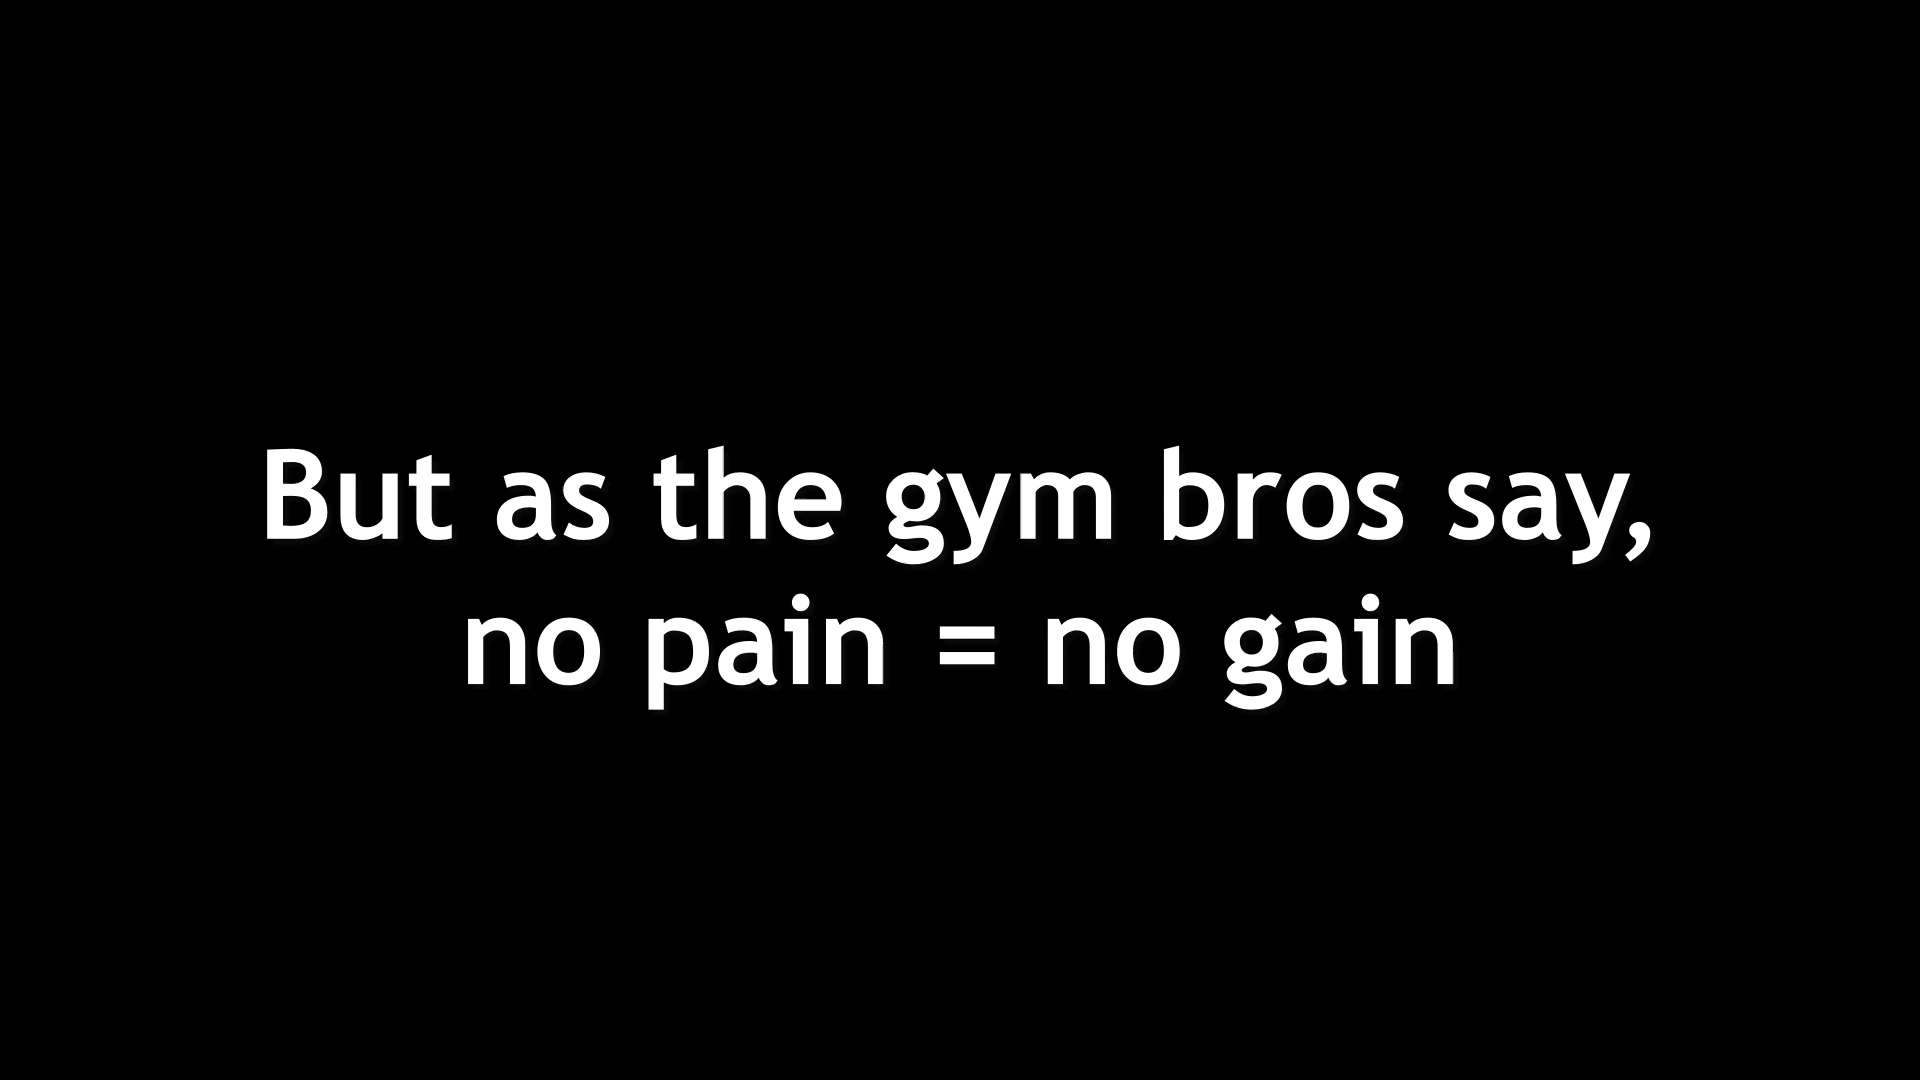 But as the gym bros say,
no pain = no gain